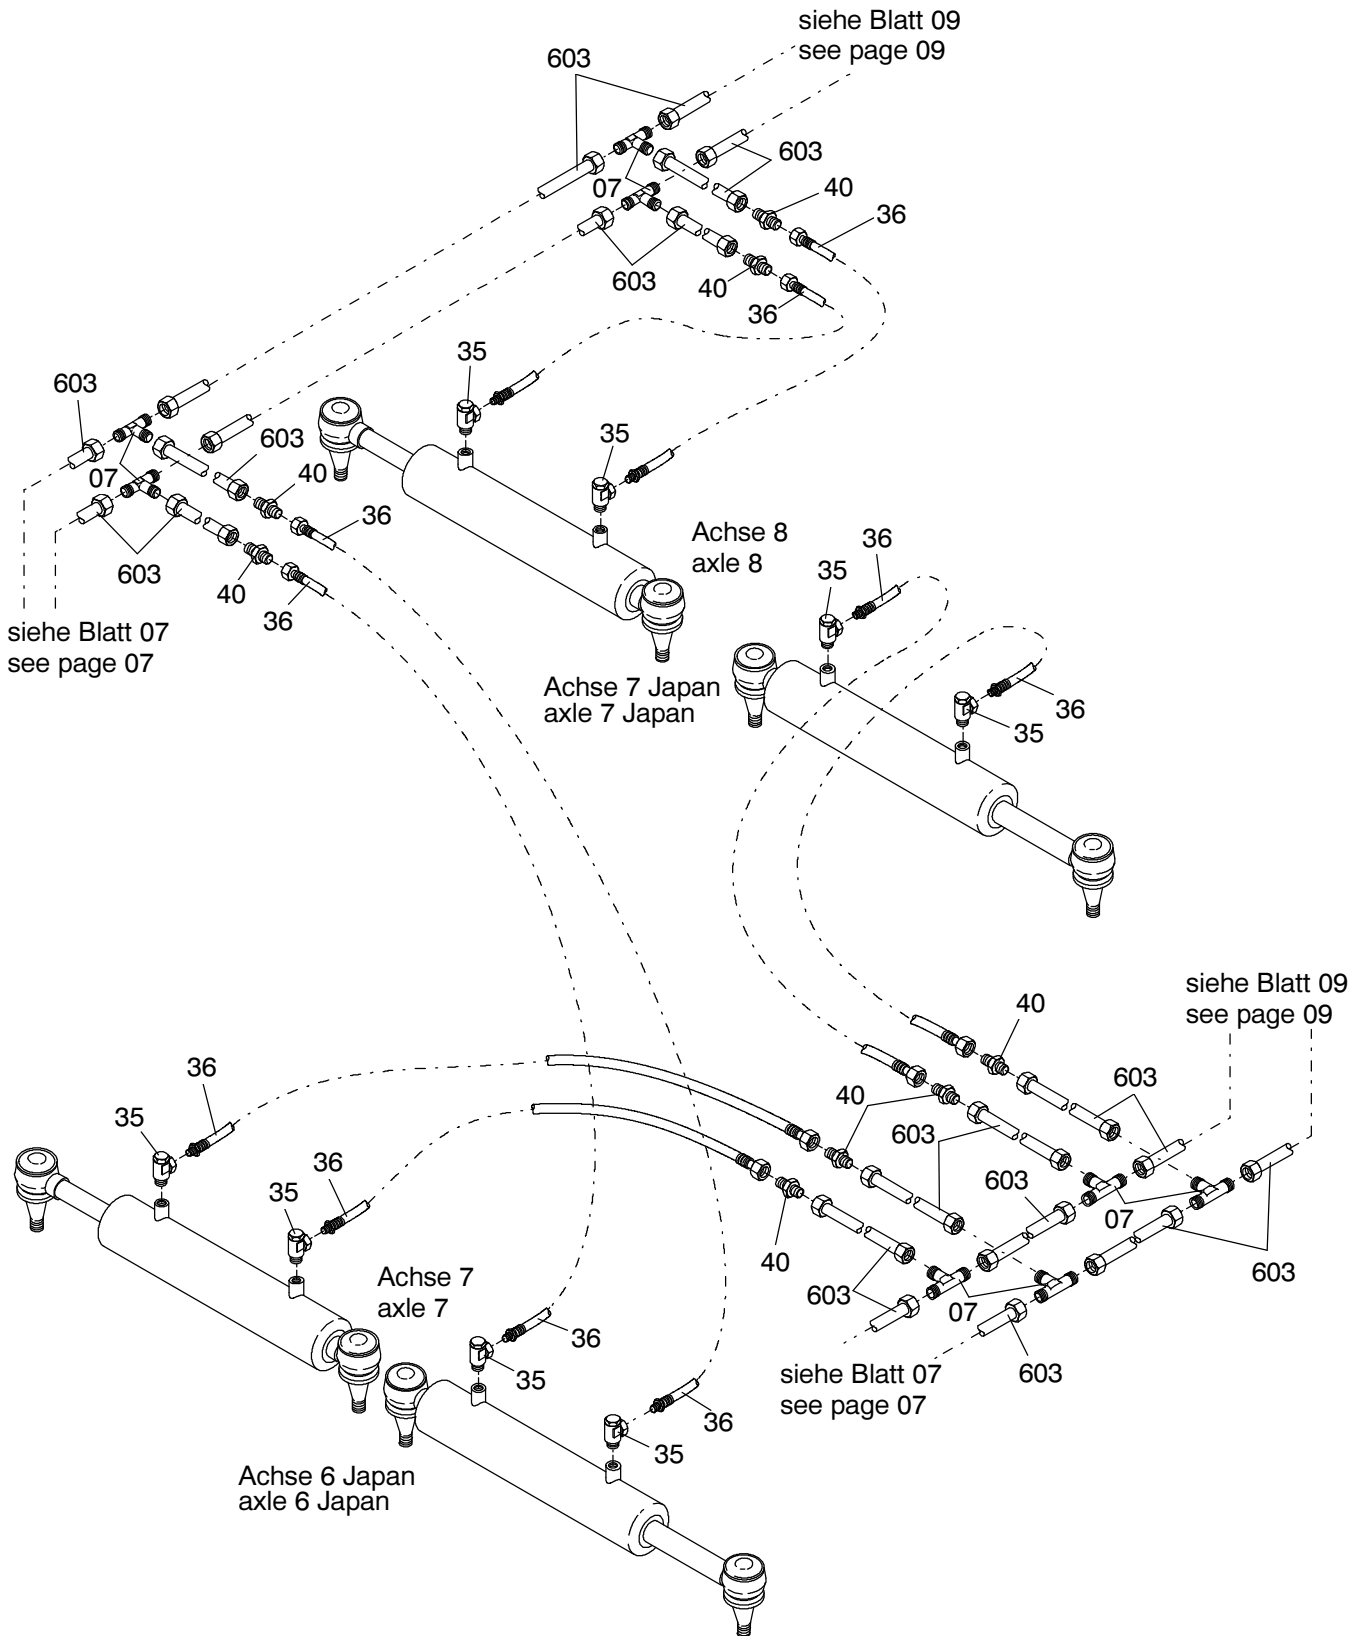 siehe Blatt 09
see page 09
603
603
40
07
36
603
40
36
35
603
603
35
40
07
36
Achse 8
axle 8
36
603
35
40
36
siehe Blatt 07
see page 07
Achse 7 Japan
axle 7 Japan
36
35
siehe Blatt 09
see page 09
40
36
603
35
40
603
36
603
35
07
40
603
Achse 7
axle 7
603
07
36
siehe Blatt 07
see page 07
603
35
36
35
Achse 6 Japan
axle 6 Japan